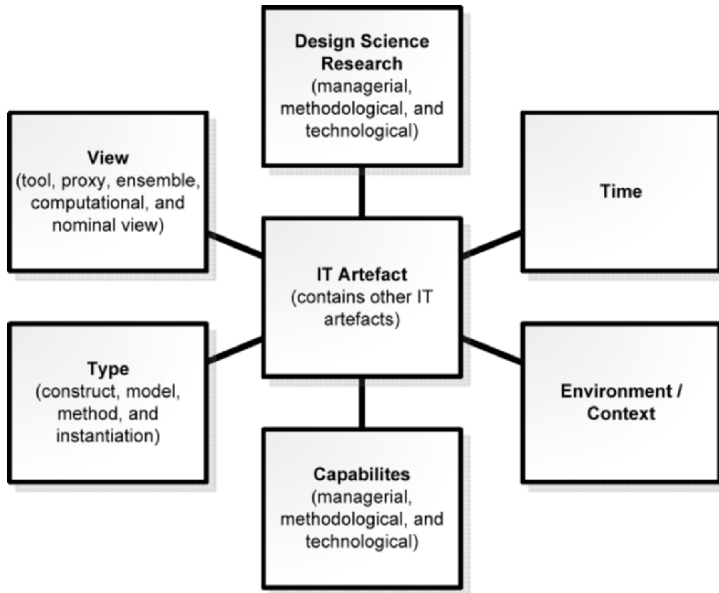 Design Science
Research
(managerial,
methodological, and
technological)
View
(tool, proxy, ensemble,
computational, and
nominal view)
Time
IT Artefact
(contains other IT
artefacts)
Type
(construct, model,
method, and
instantiation)
Environment /
Context
Capabilites
(managerial,
methodological, and
technological)